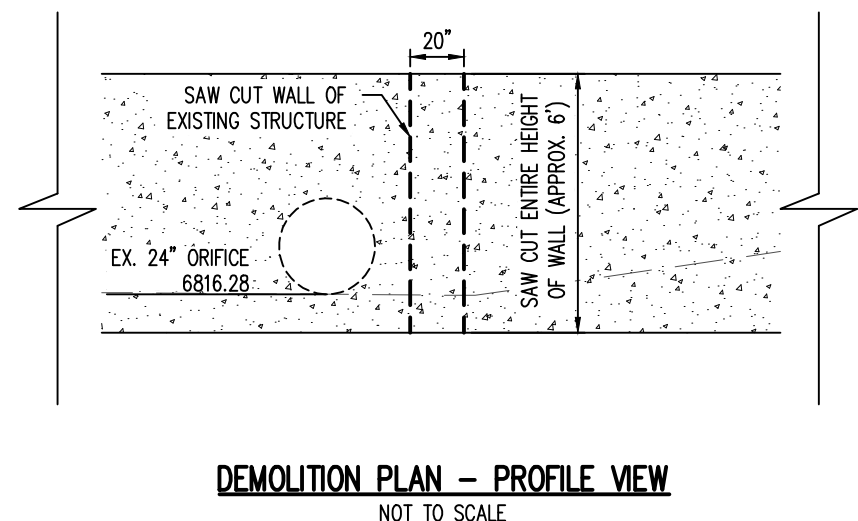 20"
SAW CUT WALL OF
EXISTING STRUCTURE
SAW CUT ENTIRE HEIGHT
OF WALL (APPROX. 6')
EX. 24" ORIFICE
6816.28
DEMOLITION PLAN - PROFILE VIEW
NOT TO SCALE